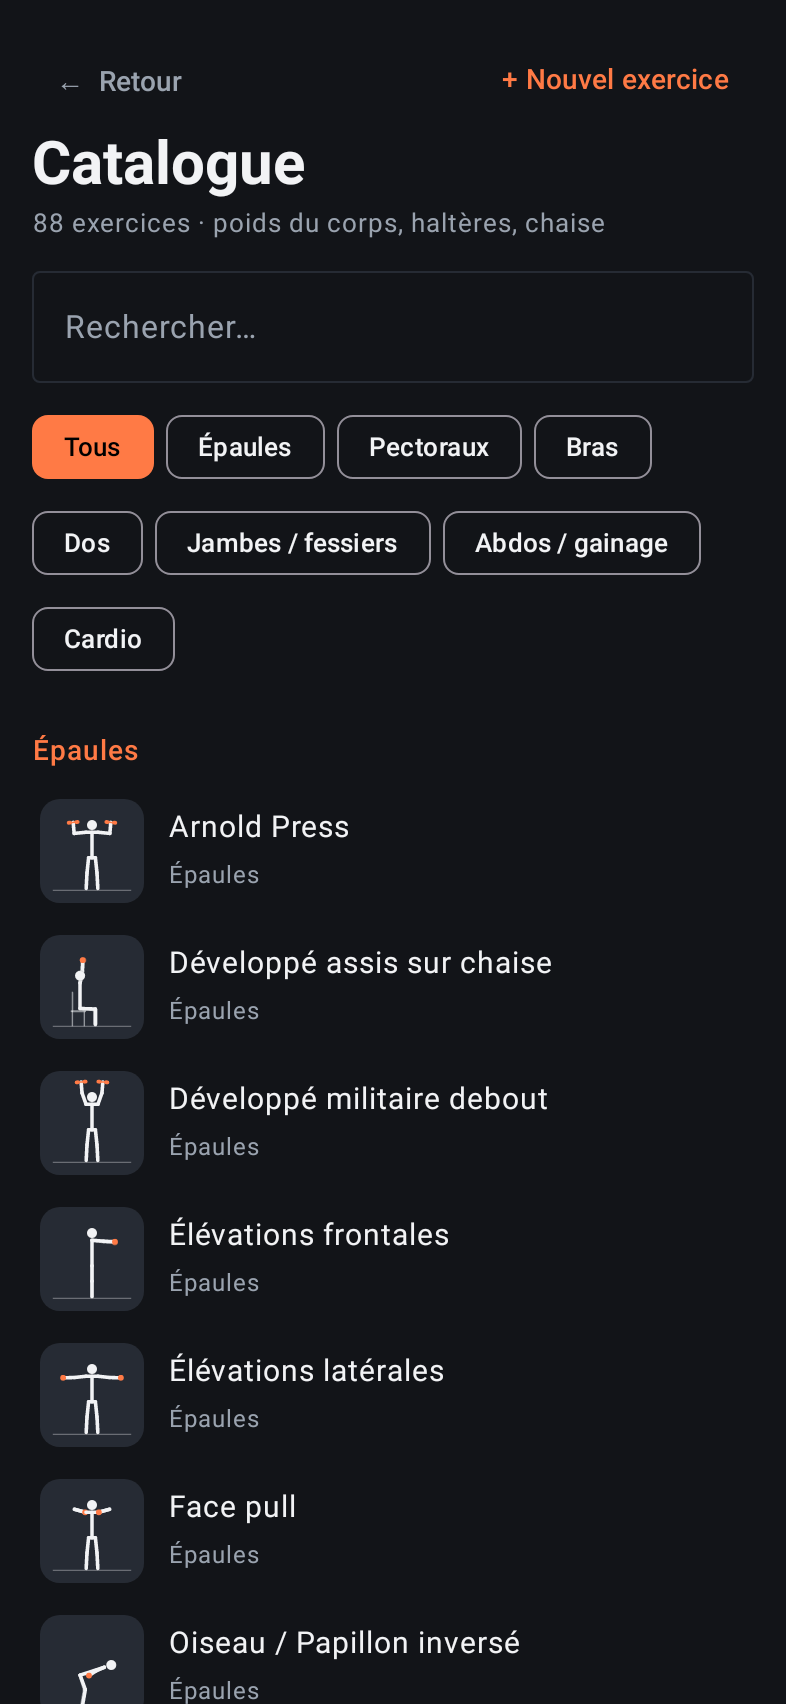 ← Retour
+ Nouvel exercice
Catalogue
88 exercices · poids du corps, haltères, chaise
Rechercher…
Tous
Épaules
Pectoraux
Bras
Dos
Jambes / fessiers
Abdos / gainage
Cardio
Épaules
Arnold Press
Épaules
Développé assis sur chaise
Épaules
Développé militaire debout
Épaules
Élévations frontales
Épaules
Élévations latérales
Épaules
Face pull
Épaules
Oiseau / Papillon inversé
Épaules